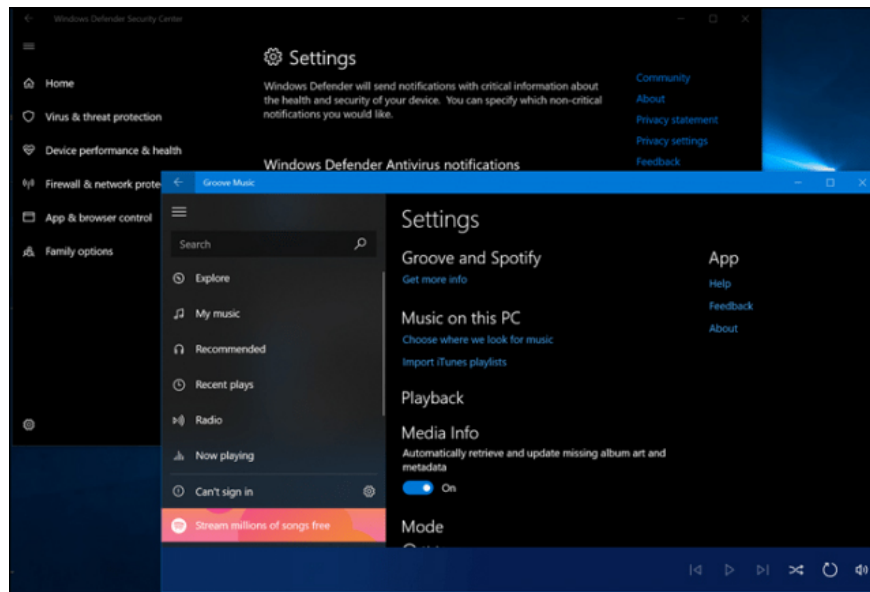 Windows Defender Security Center
Settings
Home
Virus & threat protection
Device performance & health
Firewall & network prote
App & browser control
Family options
Windows Defender will send notifications with critical information about
the health and security of your device. You can specify which non-critical
notifications you would like.
Windows Defender Antivirus notifications
Community
About
Privacy statement
Privacy settings
Feedback
Groove Music
Search
Explore
My music
Recommended
Recent plays
Radio
Now playing
Can't sign in
Stream millions of songs free
Settings
Groove and Spotify
Get more info
Music on this PC
Choose where we look for music
Import iTunes playlists
Playback
Media Info
Automatically retrieve and update missing album art and
metadata
On
Mode
App
Help
Feedback
About